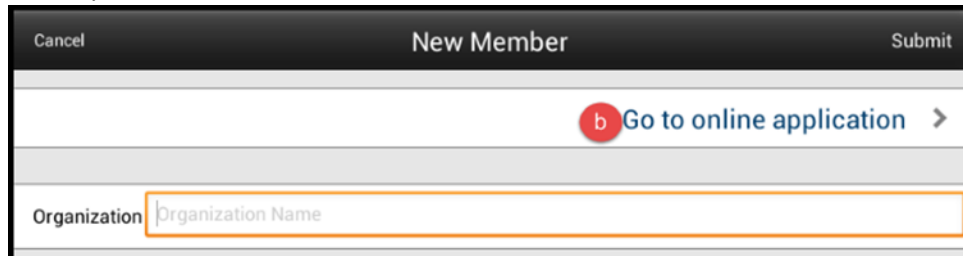 Cancel New Member Submit
b Go to online application >
Organization Organization Name